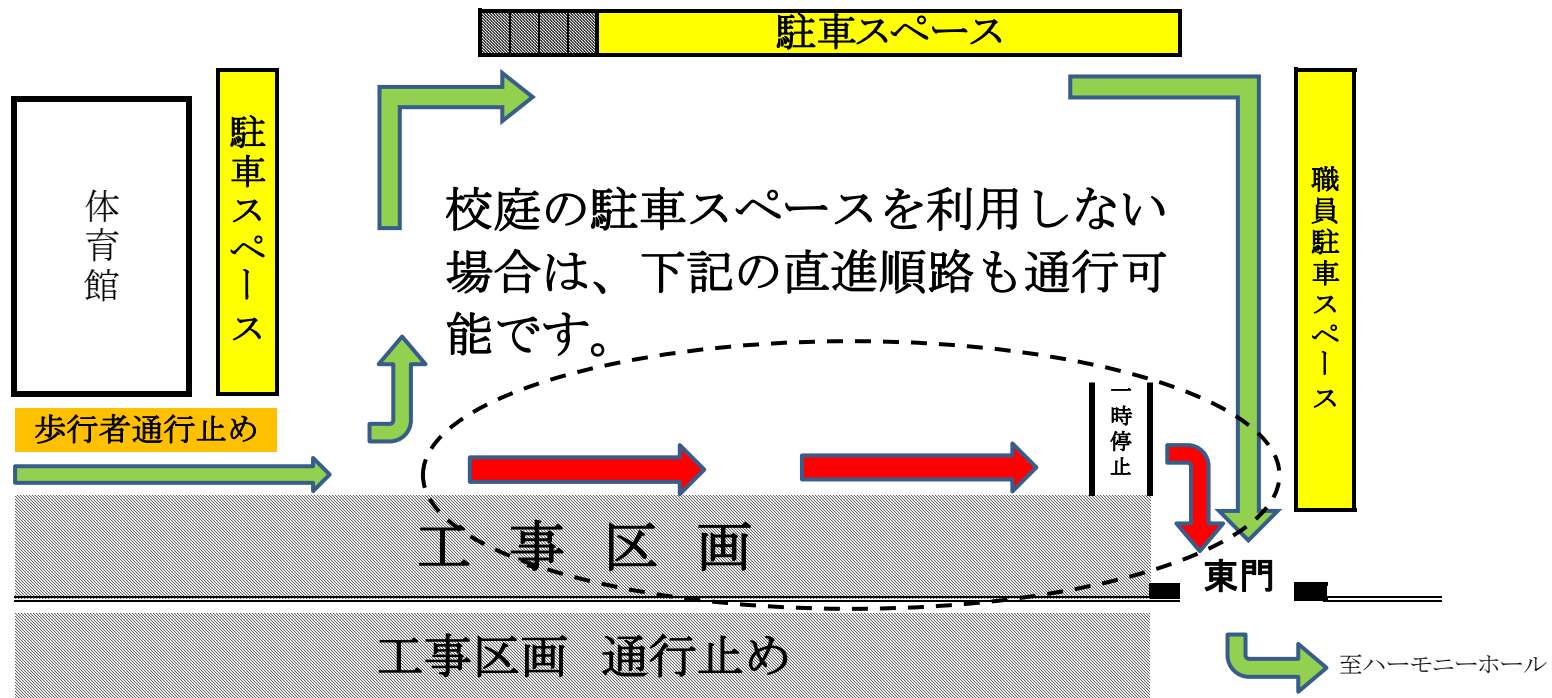 駐車スペース
駐車スペース
体育館
職員駐車スペース
校庭の駐車スペースを利用しない
場合は、下記の直進順路も通行可
能です。
一時停止
歩行者通行止め
工事区画
東門
工事区画 通行止め
至ハーモニーホール